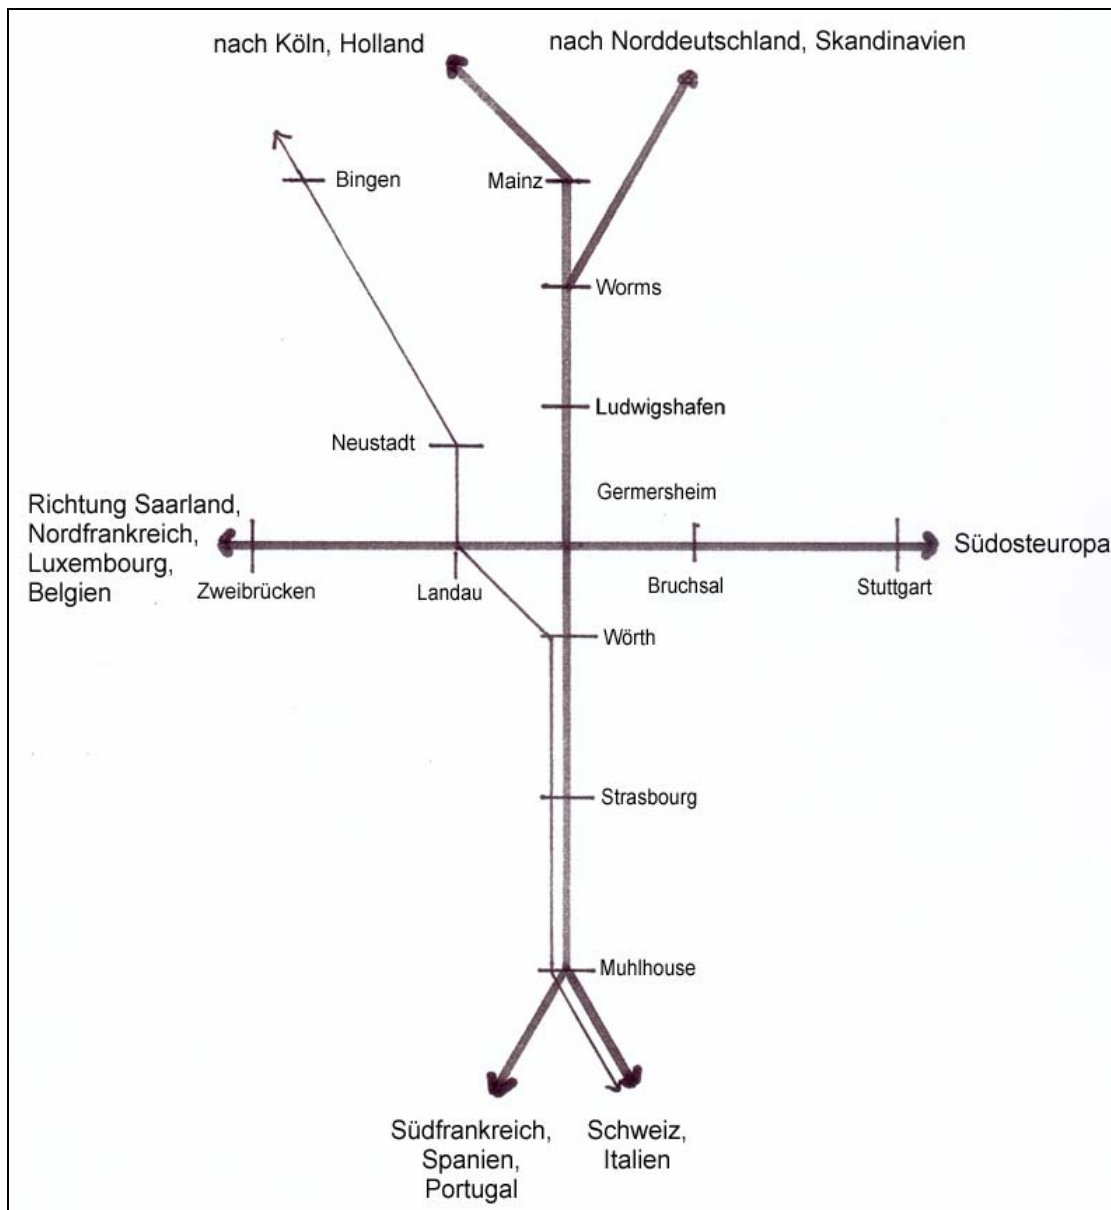 nach Köln, Holland
nach Norddeutschland, Skandinavien
Bingen
Mainz
Worms
Ludwigshafen
Neustadt
Germersheim
Richtung Saarland,
Nordfrankreich,
Luxembourg,
Belgien
Südosteuropa
Zweibrücken
Landau
Bruchsal
Stuttgart
Wörth
Strasbourg
Muhlhouse
Südfrankreich,
Spanien,
Portugal
Schweiz,
Italien